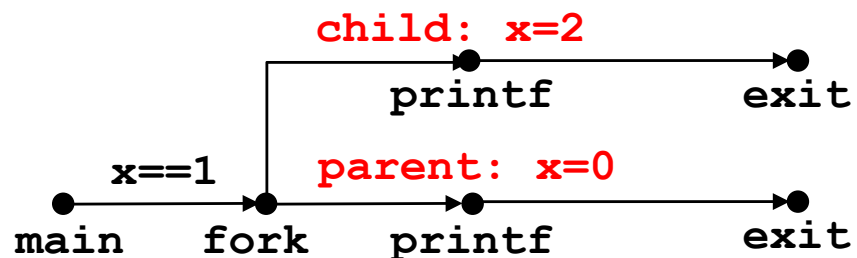 child: x=2
printf exit
x==1 parent: x=0
main fork printf exit